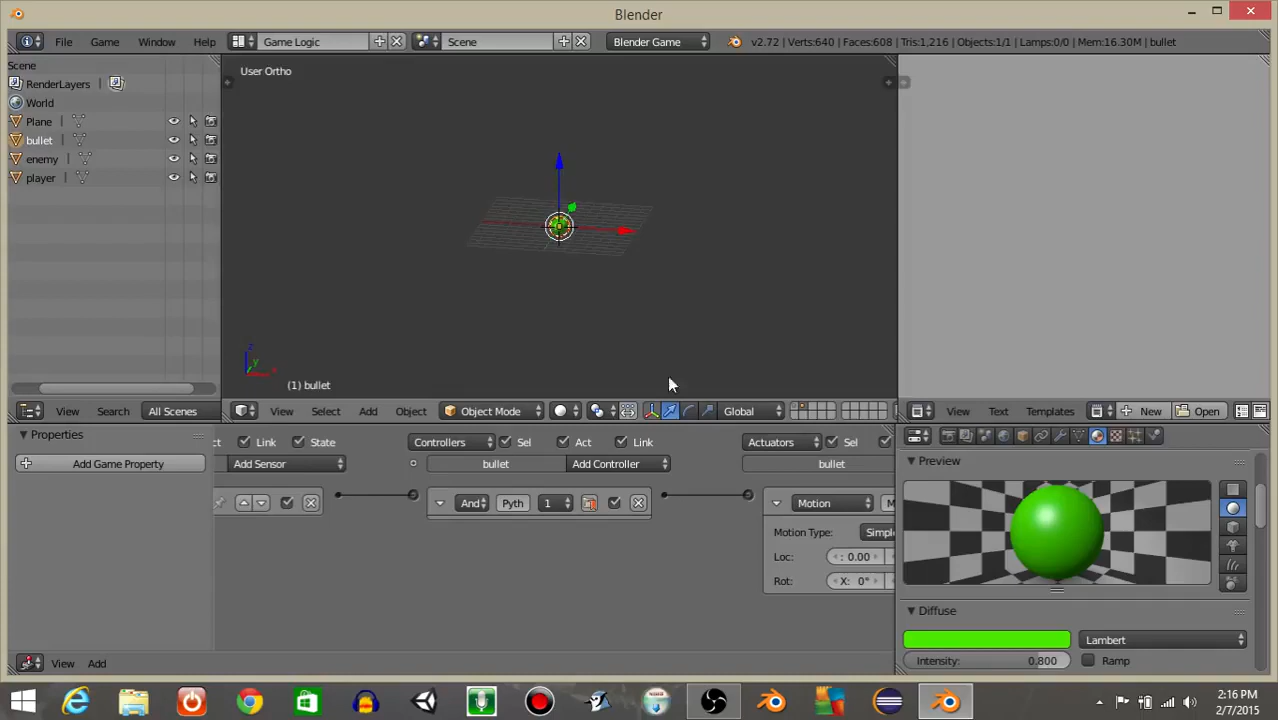 Blender
File Game Window Help Game Logic Scene Blender Game v2.72 | Verts:640 | Faces:608 | Tris:1,216 | Objects:1/1 | Lamps:0/0 | Mem:16.30M | bullet
Scene
RenderLayers |
World
Plane |
bullet |
enemy |
player |
User Ortho
z
y
x
(1) bullet
View Search All Scenes
View Select Add Object Object Mode Global
View Text Templates New Open
Properties
Add Game Property
ct Link State
Add Sensor
Controllers Sel Act Link
bullet Add Controller
And Pyth 1
Actuators Sel
bullet
Motion M
Motion Type: Simpl
Loc: : 0.00
Rot: X: 0°
View Add
Preview
Diffuse
Lambert
Intensity: 0.800 Ramp
2:16 PM
2/7/2015